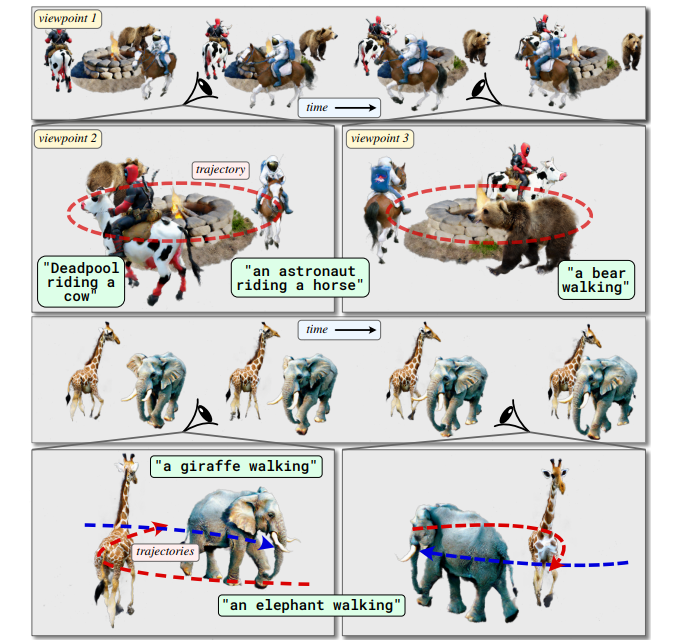 viewpoint 1
time
viewpoint 2
trajectory
viewpoint 3
"Deadpool
riding a
cow"
"an astronaut
riding a horse"
"a bear
walking"
time
"a giraffe walking"
trajectories
"an elephant walking"